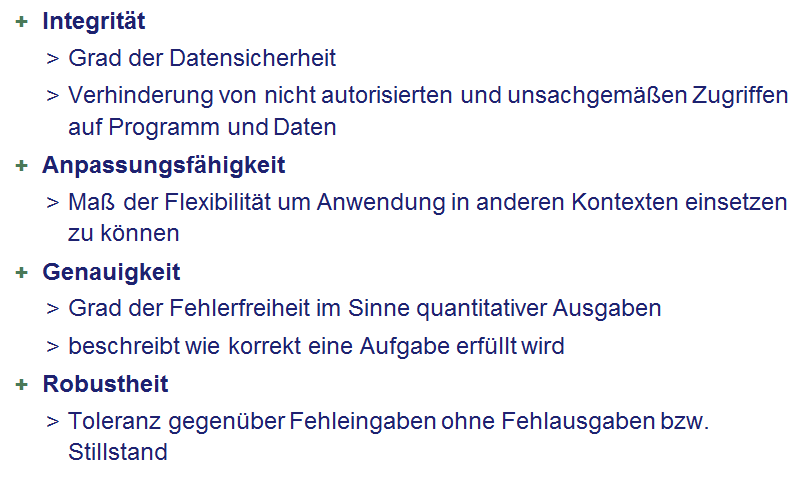 + Integrität
> Grad der Datensicherheit
> Verhinderung von nicht autorisierten und unsachgemäßen Zugriffen
auf Programm und Daten
+ Anpassungsfähigkeit
> Maß der Flexibilität um Anwendung in anderen Kontexten einsetzen
zu können
+ Genauigkeit
> Grad der Fehlerfreiheit im Sinne quantitativer Ausgaben
> beschreibt wie korrekt eine Aufgabe erfüllt wird
+ Robustheit
> Toleranz gegenüber Fehleingaben ohne Fehlausgaben bzw.
Stillstand